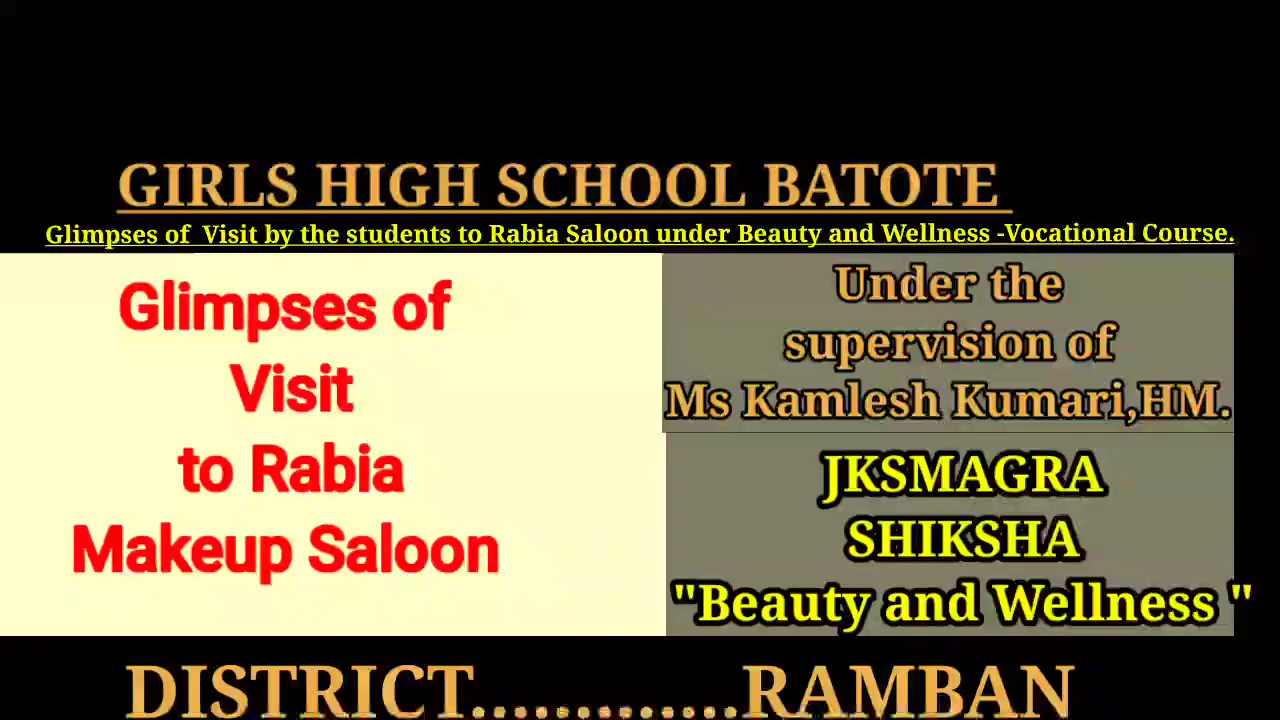 GIRLS HIGH SCHOOL BATOTE
Glimpses of Visit by the students to Rabia Saloon under Beauty and Wellness -Vocational Course.
Glimpses of
Visit
to Rabia
Makeup Saloon
Under the
supervision of
Ms Kamlesh Kumari,HM.
JKSMAGRA
SHIKSHA
"Beauty and Wellness "
DISTRICT..............RAMBAN